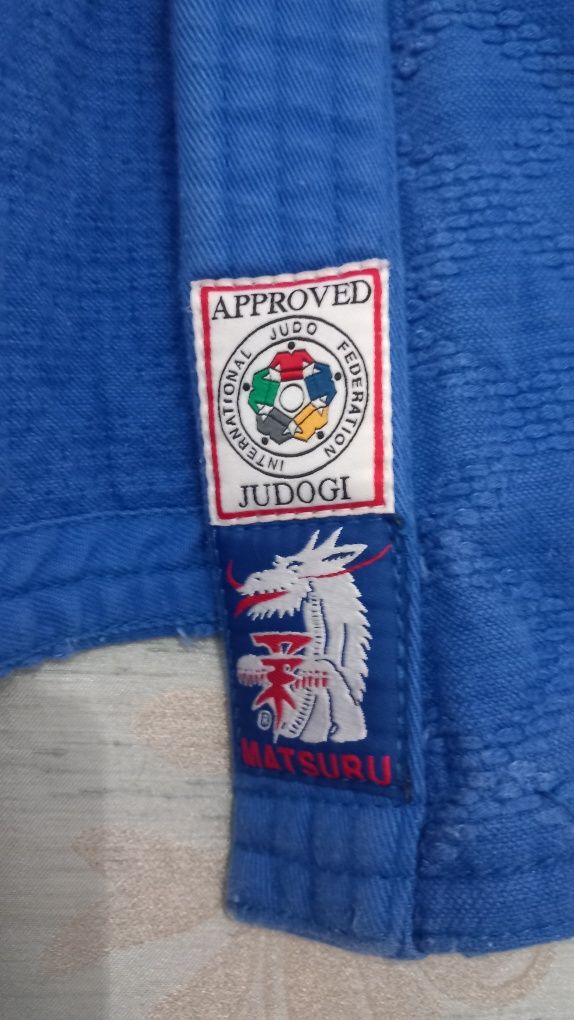 APPROVED
INTERNATIONAL JUDO FEDERATION
JUDOGI
®
MATSURU